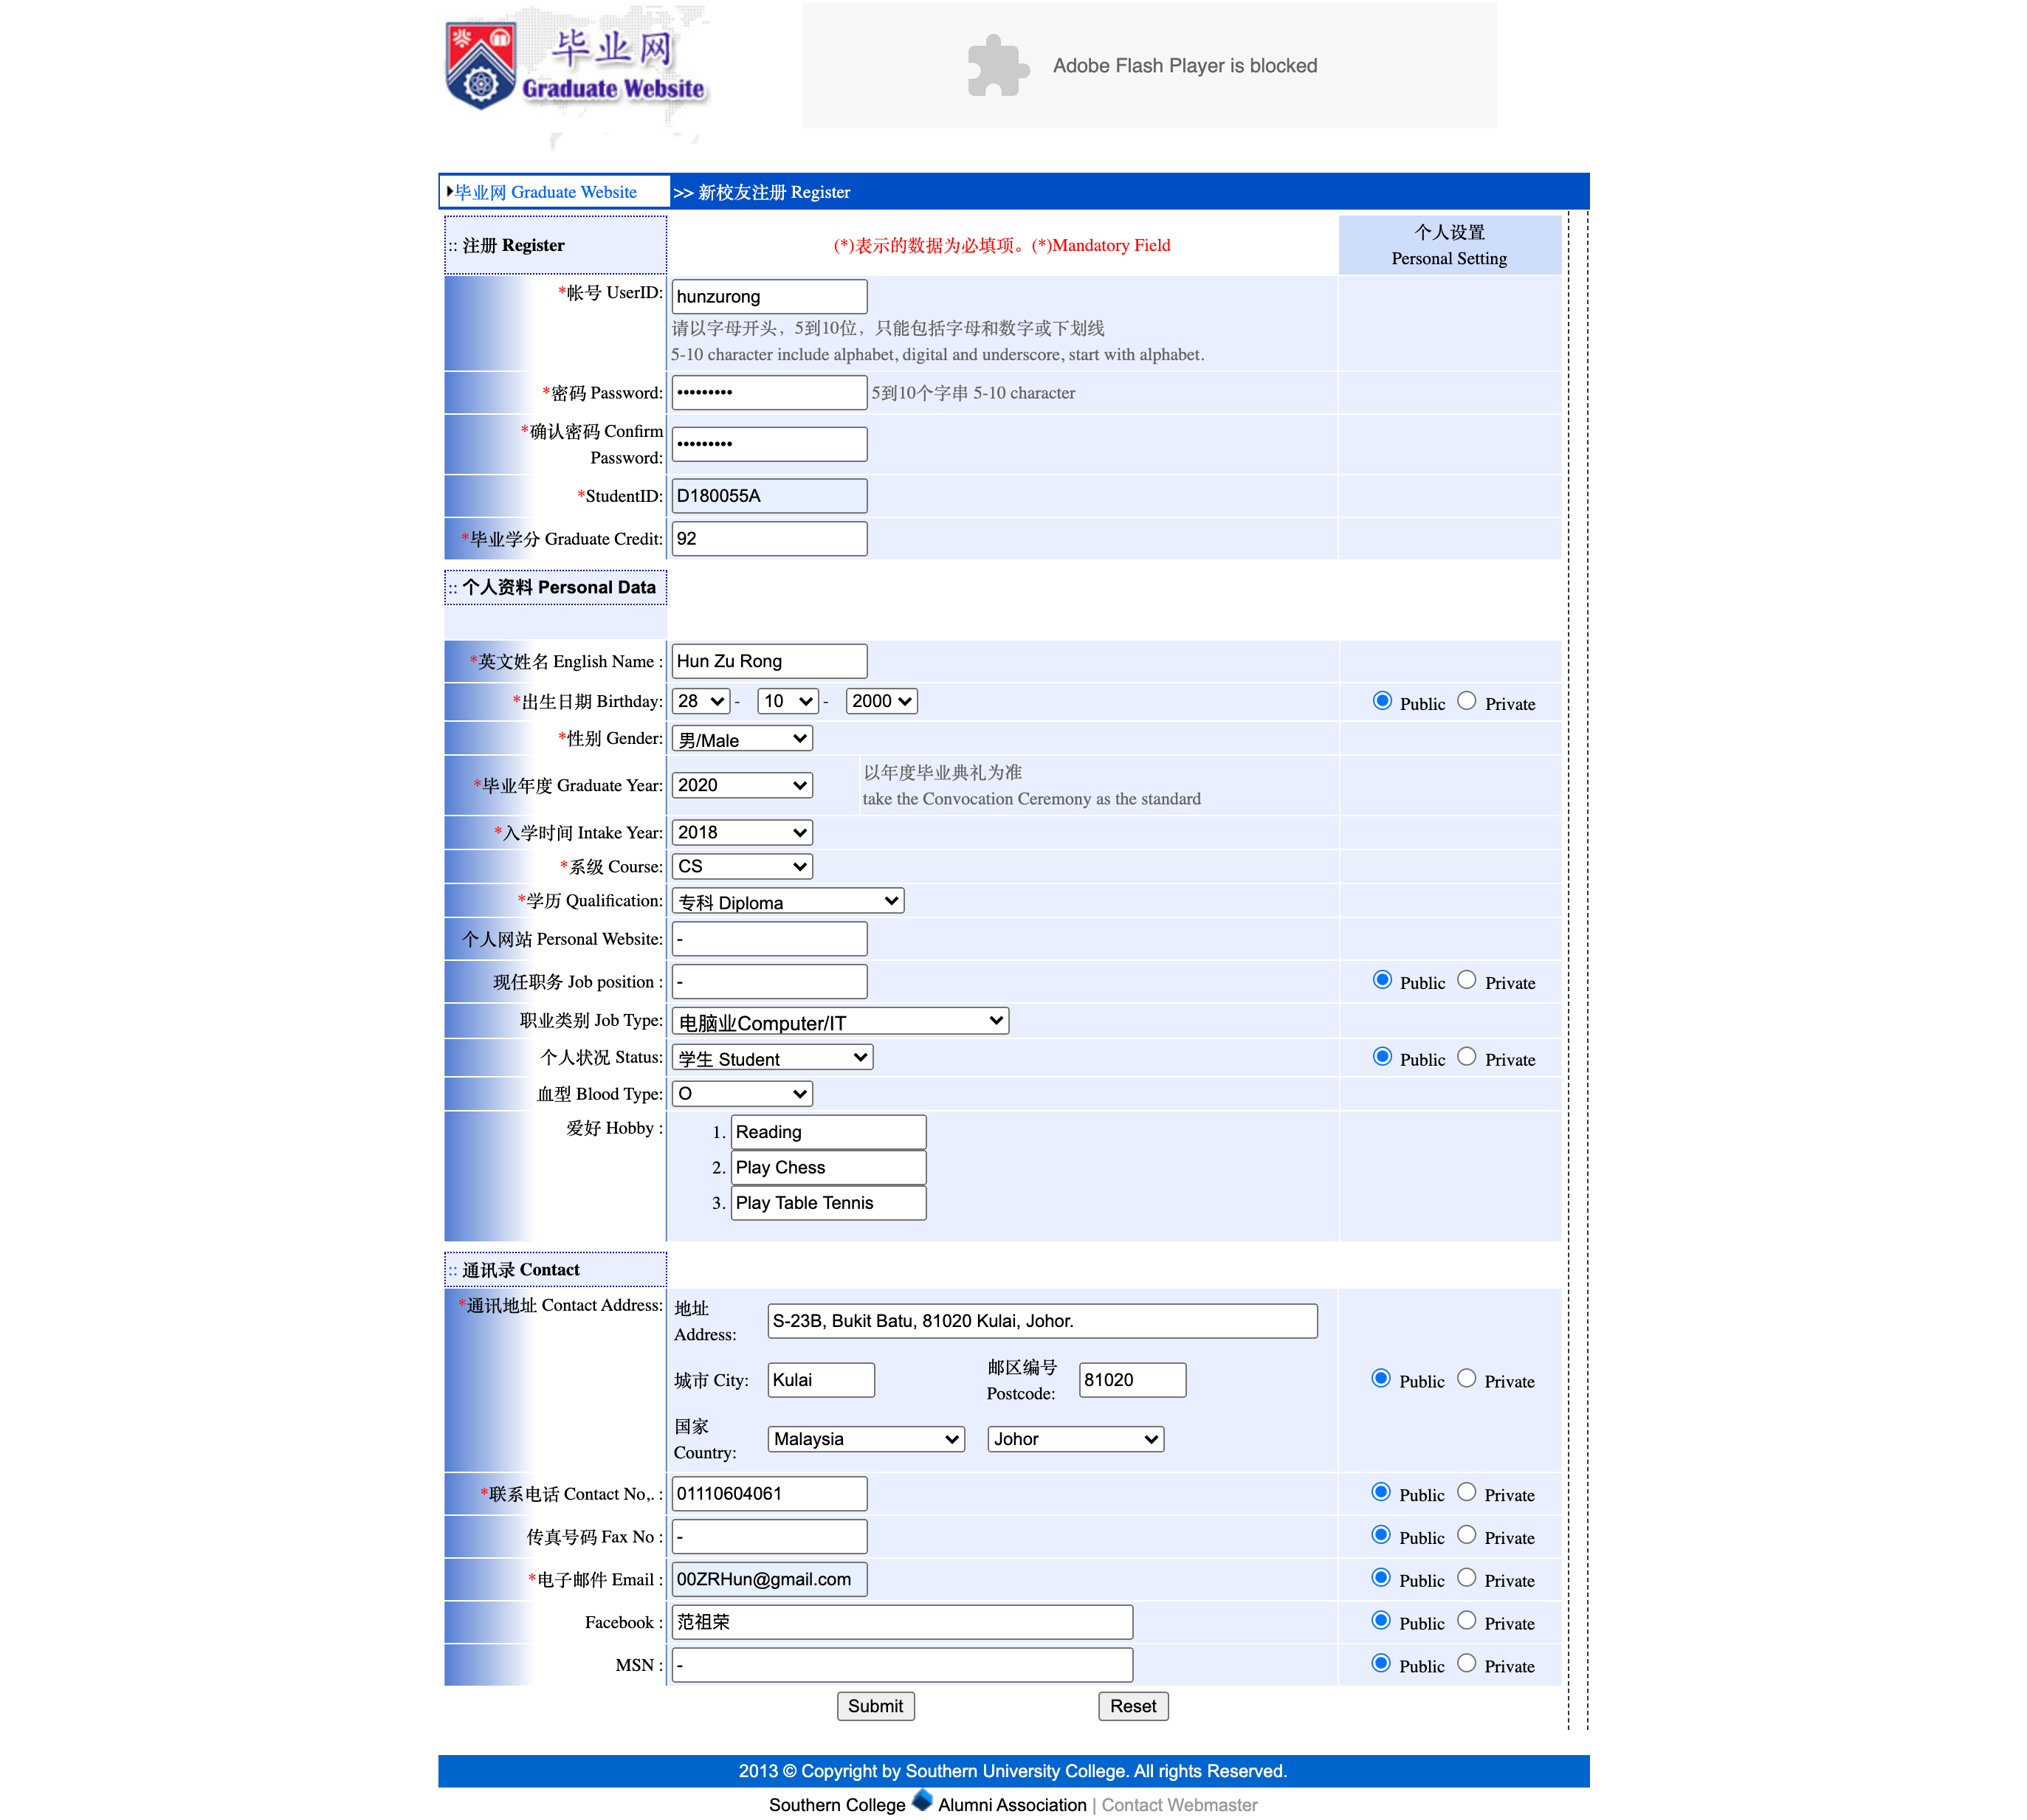 毕业网
Graduate Website
Adobe Flash Player is blocked
毕业网 Graduate Website
>> 新校友注册 Register
:: 注册 Register
(*)表示的数据为必填项。(*)Mandatory Field
个人设置
Personal Setting
*帐号 UserID: hunzurong
请以字母开头，5到10位，只能包括字母和数字或下划线
5-10 character include alphabet, digital and underscore, start with alphabet.
*密码 Password: ••••••••• 5到10个字串 5-10 character
*确认密码 Confirm
Password: •••••••••
*StudentID: D180055A
*毕业学分 Graduate Credit: 92
:: 个人资料 Personal Data
*英文姓名 English Name : Hun Zu Rong
*出生日期 Birthday: 28 - 10 - 2000 Public Private
*性别 Gender: 男/Male
*毕业年度 Graduate Year: 2020
以年度毕业典礼为准
take the Convocation Ceremony as the standard
*入学时间 Intake Year: 2018
*系级 Course: CS
*学历 Qualification: 专科 Diploma
个人网站 Personal Website: -
现任职务 Job position : - Public Private
职业类别 Job Type: 电脑业Computer/IT
个人状况 Status: 学生 Student Public Private
血型 Blood Type: O
爱好 Hobby : 1. Reading
2. Play Chess
3. Play Table Tennis
:: 通讯录 Contact
*通讯地址 Contact Address: 地址
Address: S-23B, Bukit Batu, 81020 Kulai, Johor.
城市 City: Kulai 邮区编号
Postcode: 81020 Public Private
国家
Country: Malaysia Johor
*联系电话 Contact No,. : 01110604061 Public Private
传真号码 Fax No : - Public Private
*电子邮件 Email : 00ZRHun@gmail.com Public Private
Facebook : 范祖荣 Public Private
MSN : - Public Private
Submit Reset
2013 © Copyright by Southern University College. All rights Reserved.
Southern College Alumni Association | Contact Webmaster